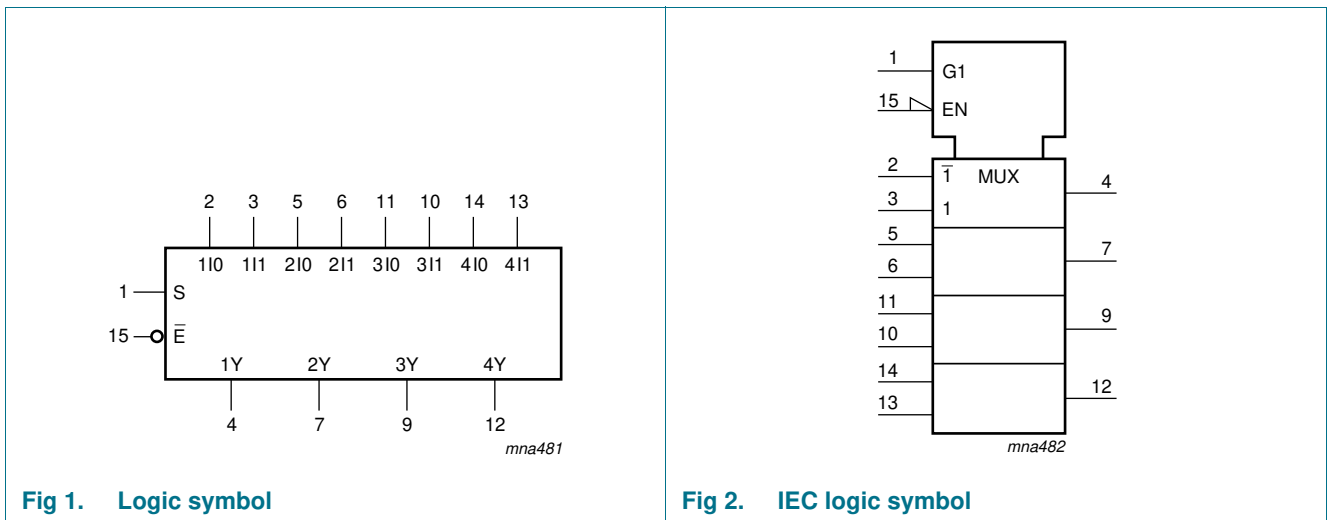 2 3 5 6 11 10 14 13
1I0 1I1 2I0 2I1 3I0 3I1 4I0 4I1
1 S
15 E̅
1Y 2Y 3Y 4Y
4 7 9 12
mna481
Fig 1. Logic symbol
1 G1
15 EN
2 1̅ MUX 4
3 1
5
6 7
11
10 9
14
13 12
mna482
Fig 2. IEC logic symbol